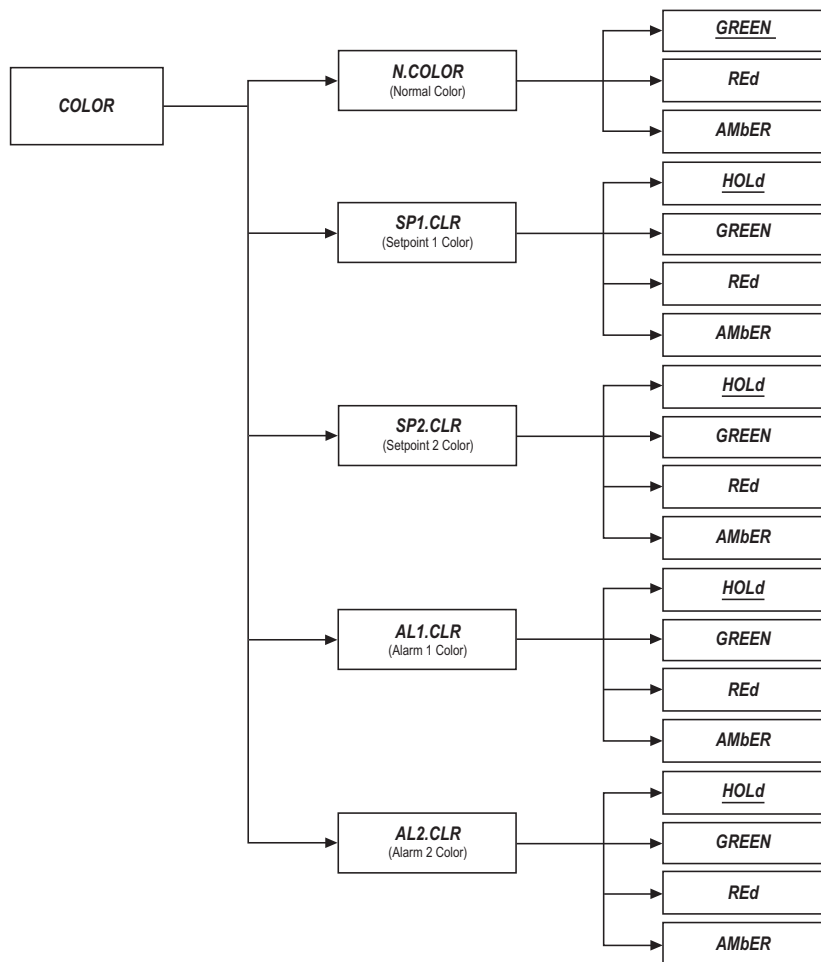 COLOR
N.COLOR
(Normal Color)
GREEN
REd
AMbER
SP1.CLR
(Setpoint 1 Color)
HOLd
GREEN
REd
AMbER
SP2.CLR
(Setpoint 2 Color)
HOLd
GREEN
REd
AMbER
AL1.CLR
(Alarm 1 Color)
HOLd
GREEN
REd
AMbER
AL2.CLR
(Alarm 2 Color)
HOLd
GREEN
REd
AMbER